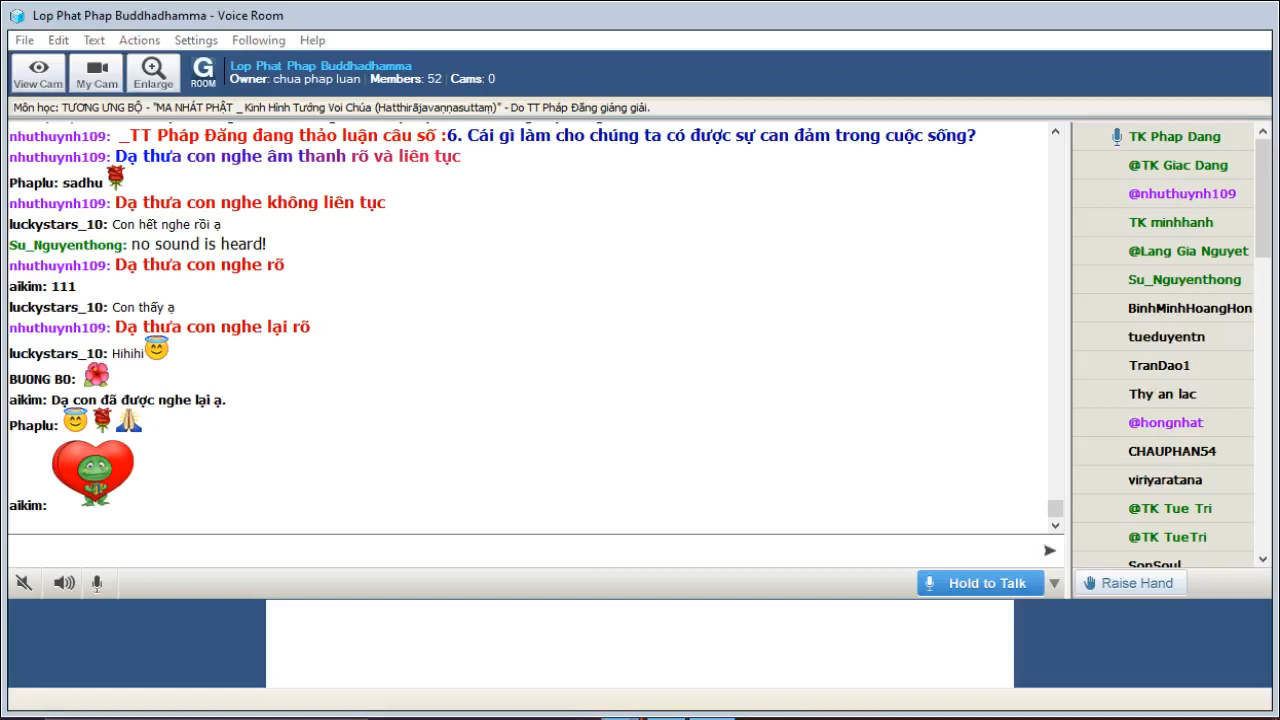 Lop Phat Phap Buddhadhamma - Voice Room
File Edit Text Actions Settings Following Help
View Cam My Cam Enlarge G ROOM
Lop Phat Phap Buddhadhamma
Owner: chua phap luan | Members: 52 | Cams: 0
Môn học: TƯƠNG ƯNG BỘ - "MA NHÁT PHẬT _ Kinh Hình Tướng Voi Chúa (Hatthirājavaṇṇasuttaṃ)" - Do TT Pháp Đăng giảng giải.
nhuthuynh109: _TT Pháp Đăng đang thảo luận câu số :6. Cái gì làm cho chúng ta có được sự can đảm trong cuộc sống?
nhuthuynh109: Dạ thưa con nghe âm thanh rõ và liên tục
Phaplu: sadhu
nhuthuynh109: Dạ thưa con nghe không liên tục
luckystars_10: Con hết nghe rồi ạ
Su_Nguyenthong: no sound is heard!
nhuthuynh109: Dạ thưa con nghe rõ
aikim: 111
luckystars_10: Con thấy ạ
nhuthuynh109: Dạ thưa con nghe lại rõ
luckystars_10: Hihihi
BUONG BO:
aikim: Dạ con đã được nghe lại ạ.
Phaplu:
aikim:
TK Phap Dang
@TK Giac Dang
@nhuthuynh109
TK minhhanh
@Lang Gia Nguyet
Su_Nguyenthong
BinhMinhHoangHon
tueduyentn
TranDao1
Thy an lac
@hongnhat
CHAUPHAN54
viriyaratana
@TK Tue Tri
@TK TueTri
SonSoul
Hold to Talk
Raise Hand